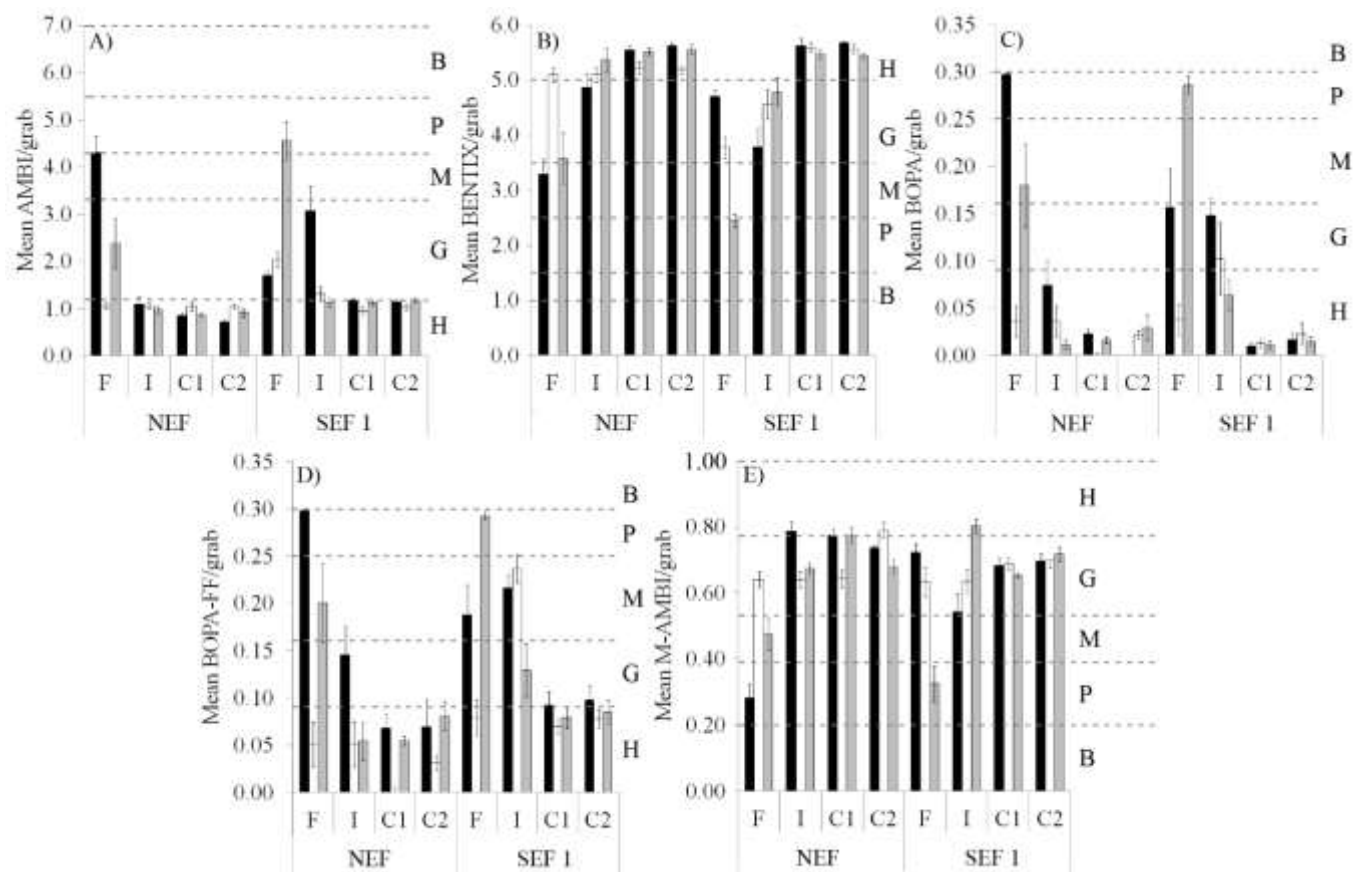 A)
Mean AMBI/grab
7.0
6.0
5.0
4.0
3.0
2.0
1.0
0.0
B
P
M
G
H
F I C1 C2 F I C1 C2
NEF SEF 1
B)
Mean BENTIX/grab
6.0
5.0
4.0
3.0
2.0
1.0
0.0
H
G
M
P
B
F I C1 C2 F I C1 C2
NEF SEF 1
C)
Mean BOPA/grab
0.35
0.30
0.25
0.20
0.15
0.10
0.05
0.00
B
P
M
G
H
F I C1 C2 F I C1 C2
NEF SEF 1
D)
Mean BOPA-FF/grab
0.35
0.30
0.25
0.20
0.15
0.10
0.05
0.00
B
P
M
G
H
F I C1 C2 F I C1 C2
NEF SEF 1
E)
Mean M-AMBI/grab
1.00
0.80
0.60
0.40
0.20
0.00
H
G
M
P
B
F I C1 C2 F I C1 C2
NEF SEF 1